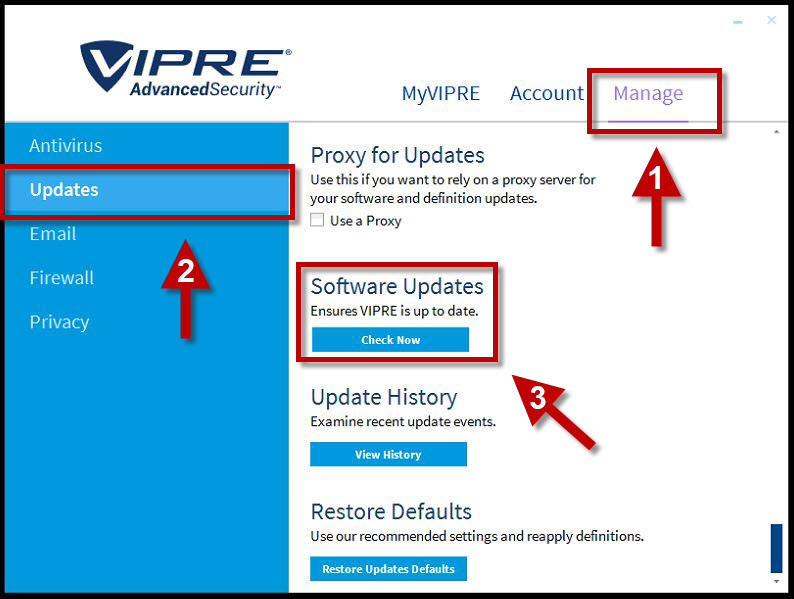 VIPRE®
AdvancedSecurity™
MyVIPRE Account Manage
1
Antivirus
Updates
Email
Firewall
Privacy
2
Proxy for Updates
Use this if you want to rely on a proxy server for
your software and definition updates.
Use a Proxy
Software Updates
Ensures VIPRE is up to date.
Check Now
3
Update History
Examine recent update events.
View History
Restore Defaults
Use our recommended settings and reapply definitions.
Restore Updates Defaults